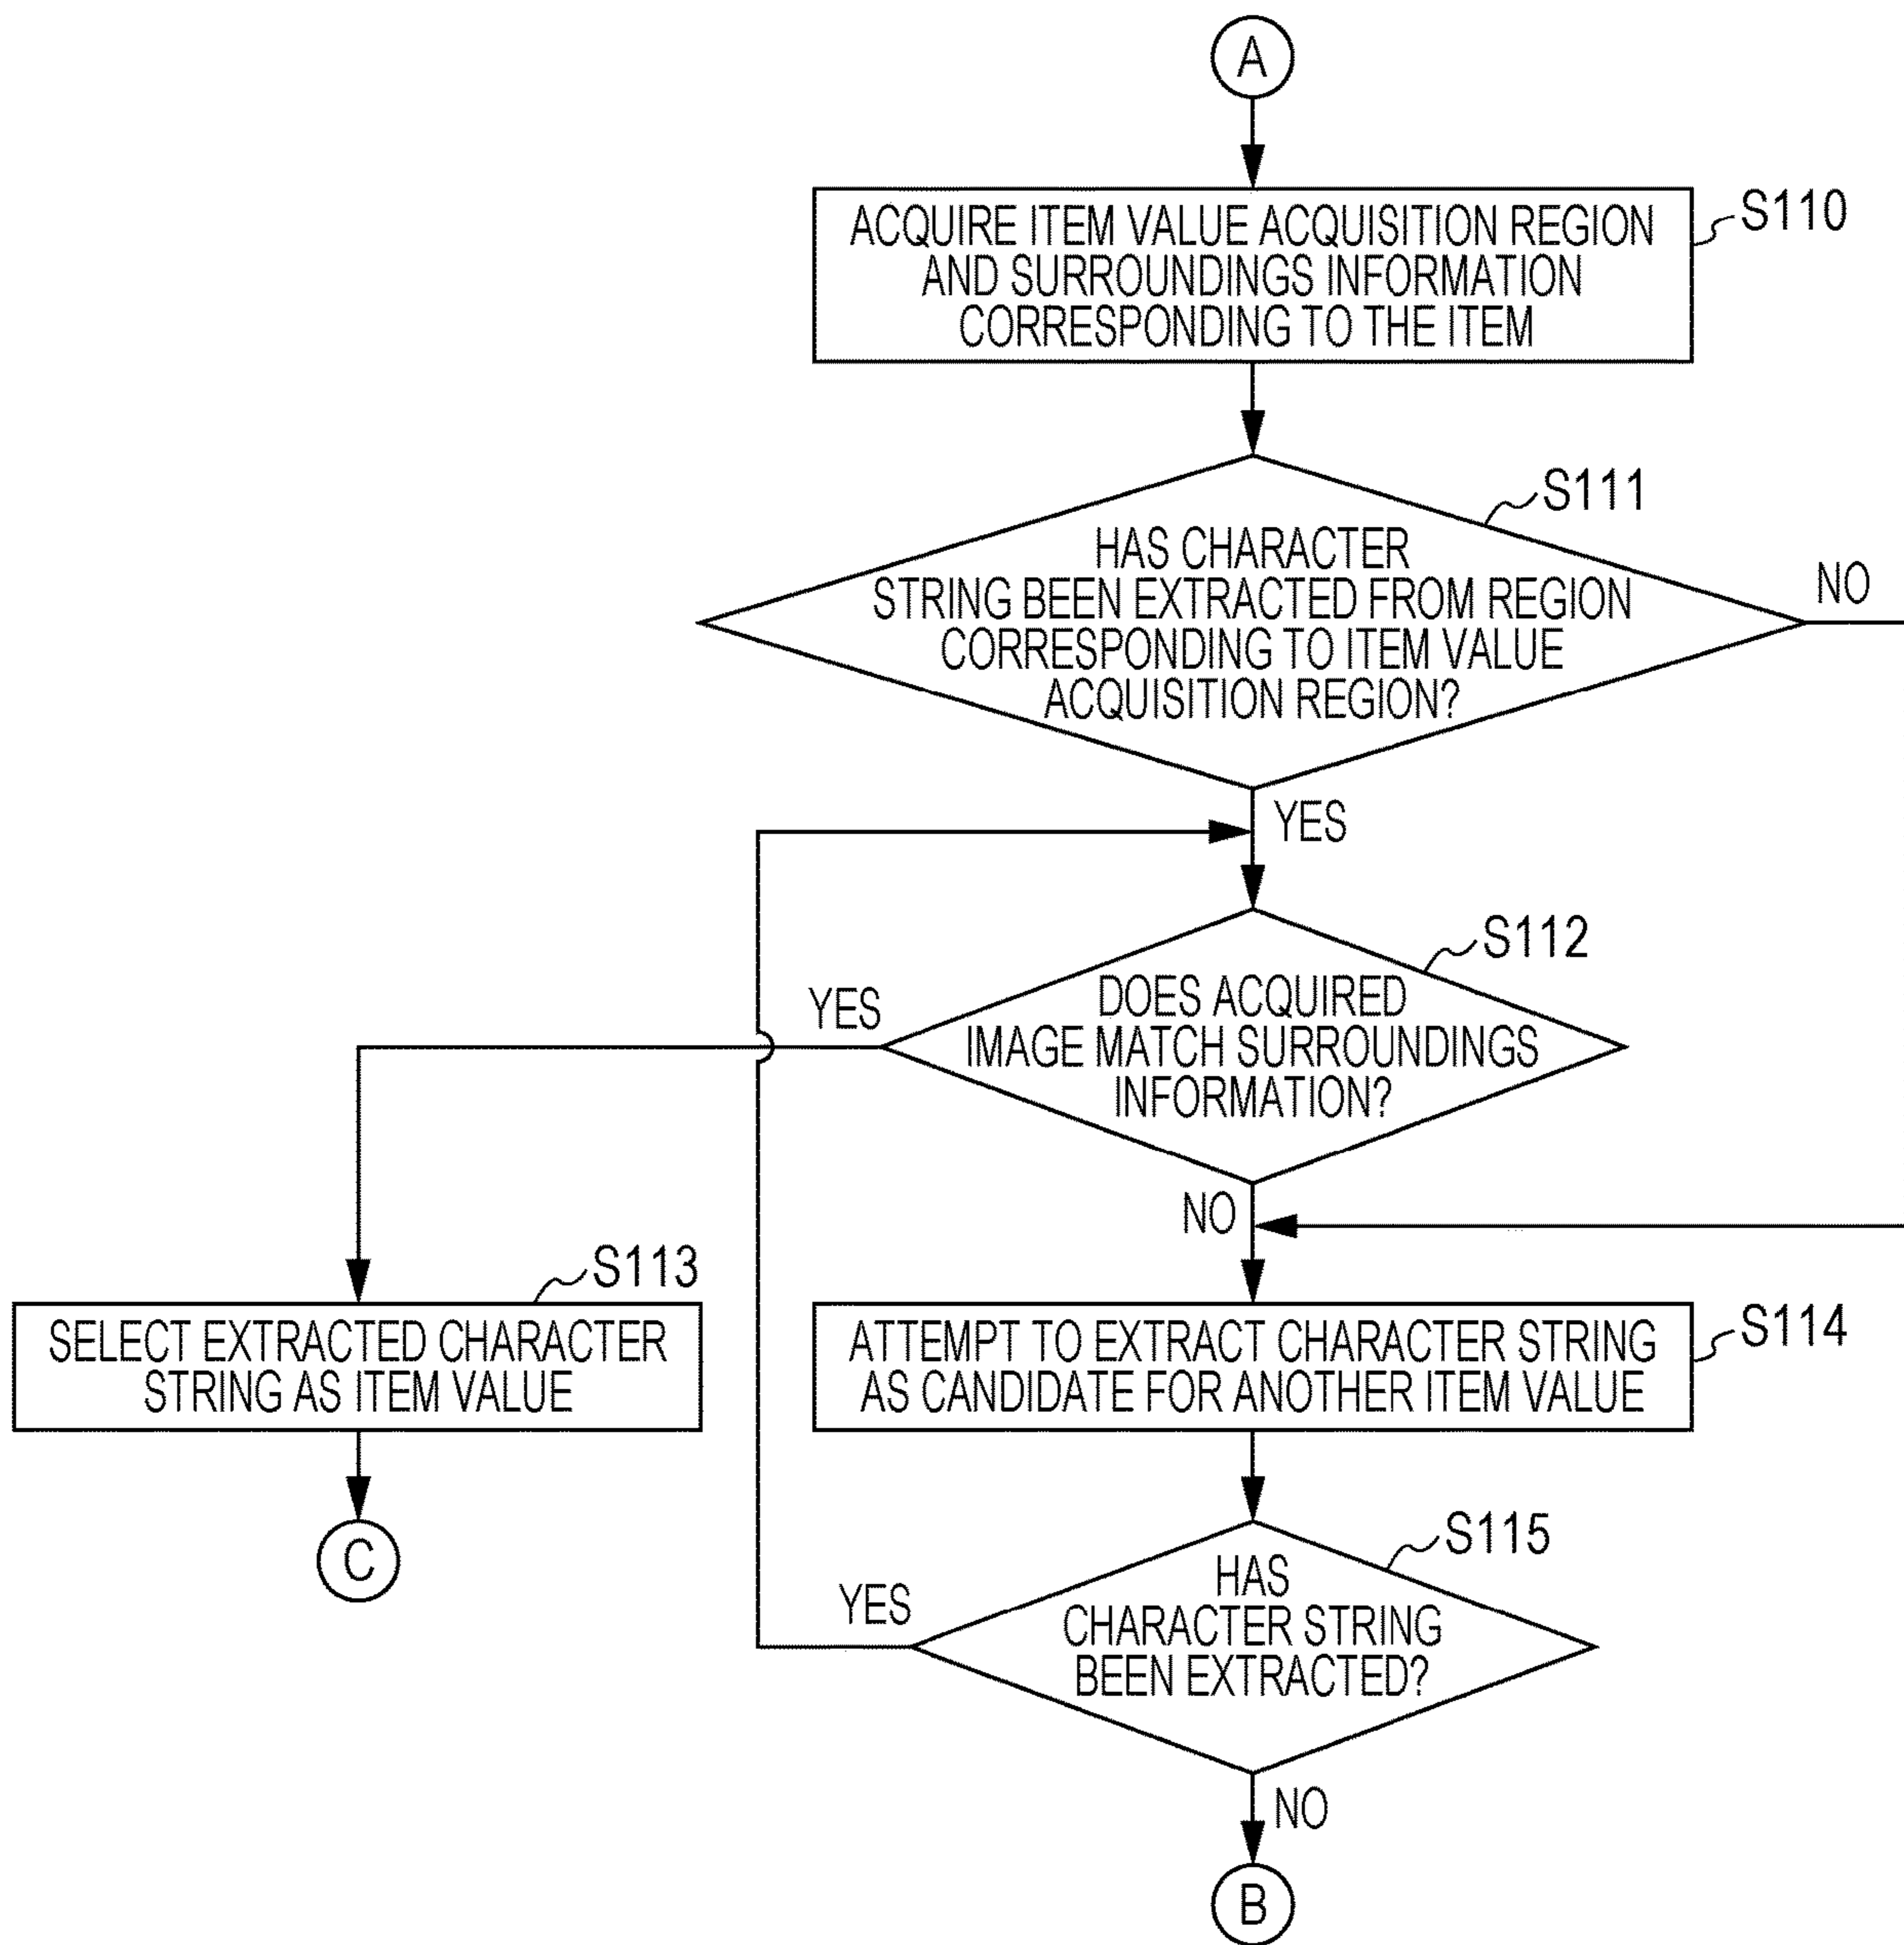 A
ACQUIRE ITEM VALUE ACQUISITION REGION
AND SURROUNDINGS INFORMATION
CORRESPONDING TO THE ITEM
S110
S111
HAS CHARACTER
STRING BEEN EXTRACTED FROM REGION
CORRESPONDING TO ITEM VALUE
ACQUISITION REGION?
NO
YES
S112
DOES ACQUIRED
IMAGE MATCH SURROUNDINGS
INFORMATION?
YES
NO
S113
SELECT EXTRACTED CHARACTER
STRING AS ITEM VALUE
C
S114
ATTEMPT TO EXTRACT CHARACTER STRING
AS CANDIDATE FOR ANOTHER ITEM VALUE
S115
HAS
CHARACTER STRING
BEEN EXTRACTED?
YES
NO
B